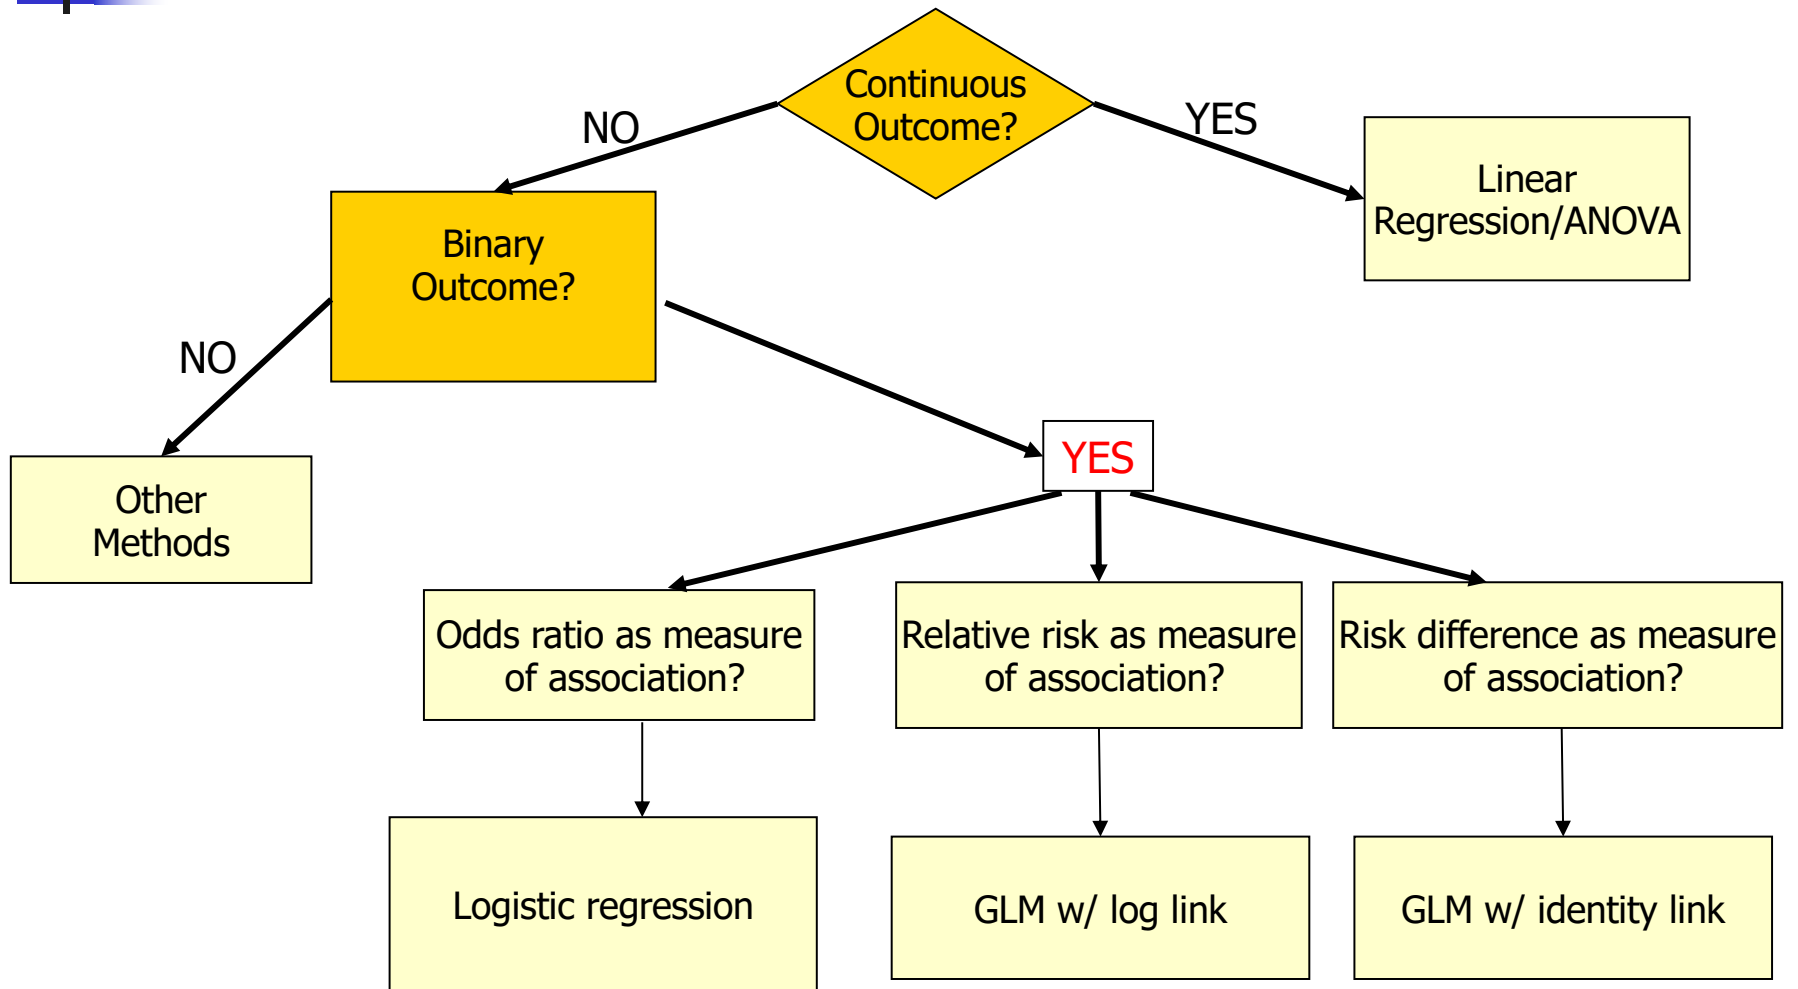 Continuous
Outcome?
NO
YES
Linear
Regression/ANOVA
Binary
Outcome?
NO
YES
Other
Methods
Odds ratio as measure
of association?
Relative risk as measure
of association?
Risk difference as measure
of association?
Logistic regression
GLM w/ log link
GLM w/ identity link